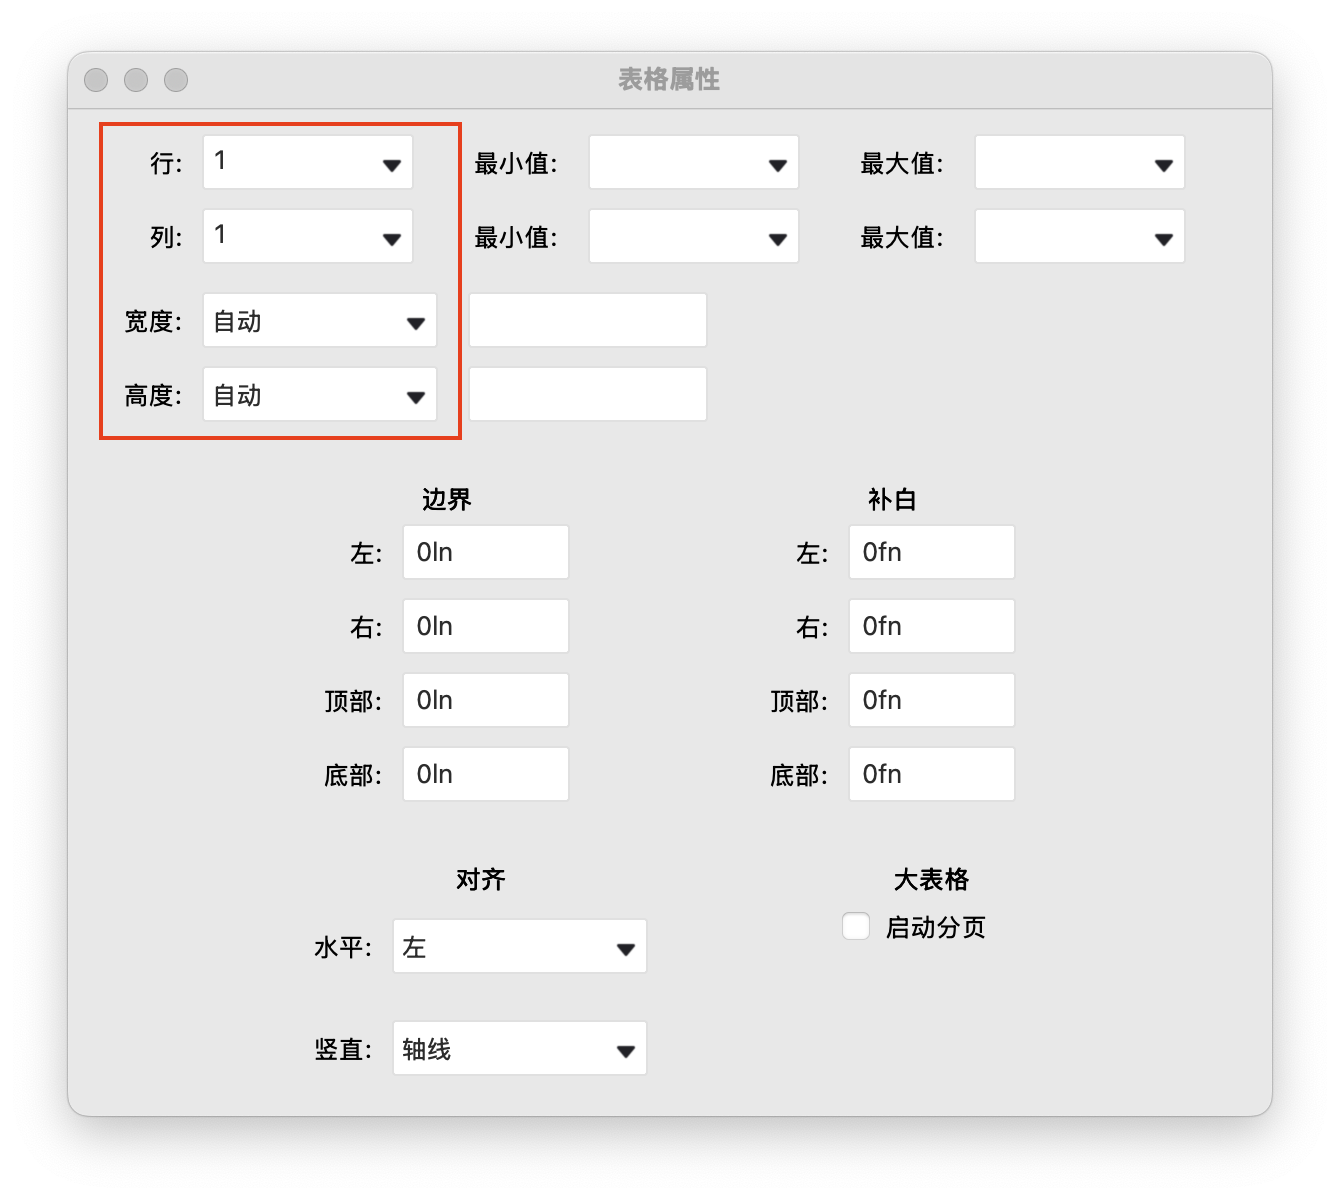 表格属性
行: 1 最小值: 最大值:
列: 1 最小值: 最大值:
宽度: 自动
高度: 自动
边界 补白
左: 0ln 左: 0fn
右: 0ln 右: 0fn
顶部: 0ln 顶部: 0fn
底部: 0ln 底部: 0fn
对齐 大表格
水平: 左 启动分页
竖直: 轴线